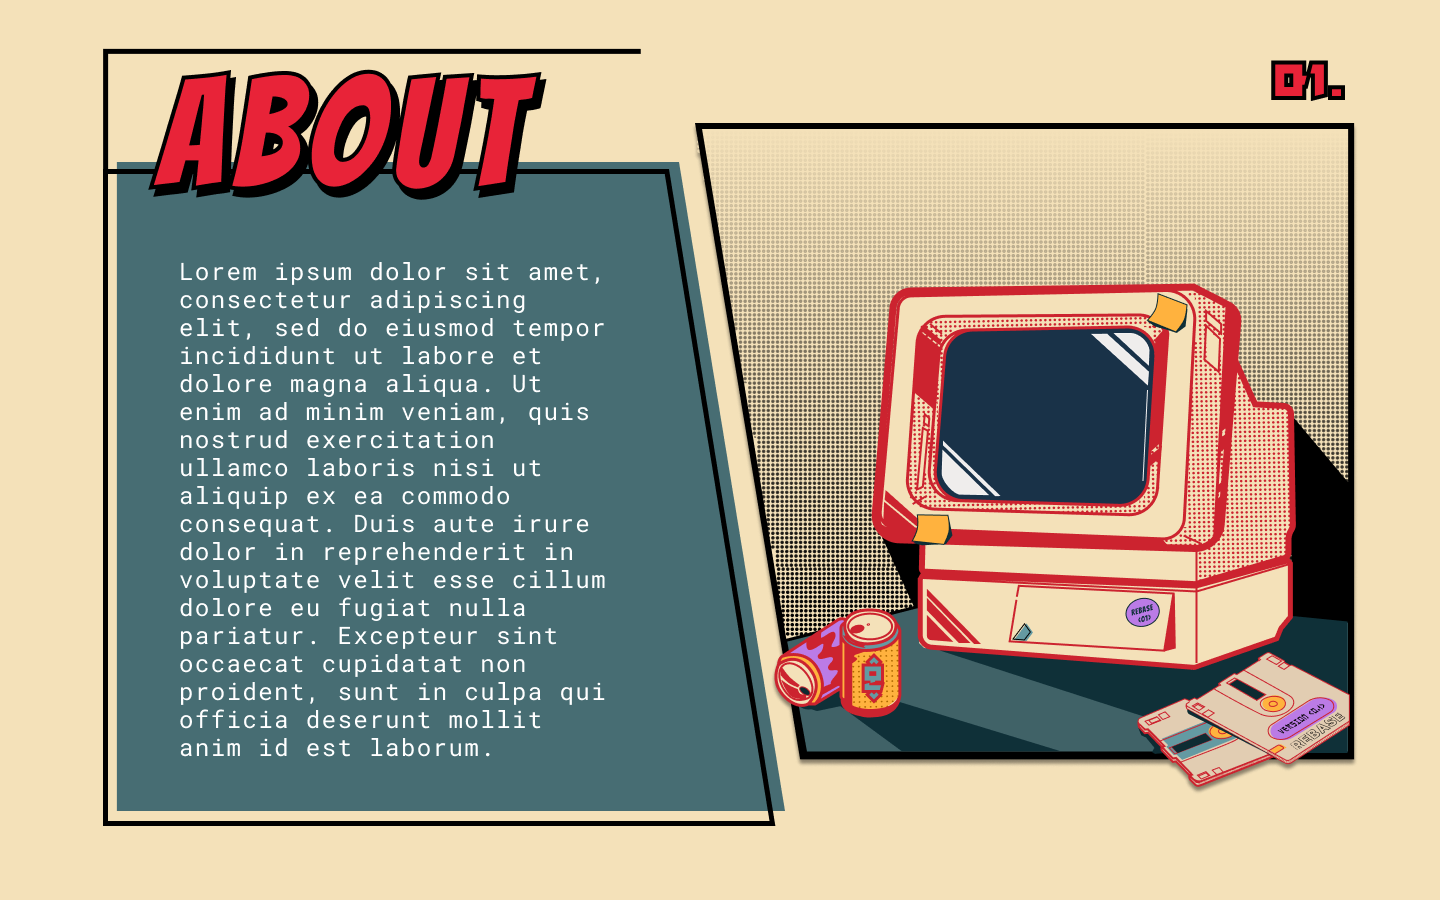 ABOUT
01.
Lorem ipsum dolor sit amet,
consectetur adipiscing
elit, sed do eiusmod tempor
incididunt ut labore et
dolore magna aliqua. Ut
enim ad minim veniam, quis
nostrud exercitation
ullamco laboris nisi ut
aliquip ex ea commodo
consequat. Duis aute irure
dolor in reprehenderit in
voluptate velit esse cillum
dolore eu fugiat nulla
pariatur. Excepteur sint
occaecat cupidatat non
proident, sunt in culpa qui
officia deserunt mollit
anim id est laborum.
REBASE
<01>
VERSION <0.1>
REBASE